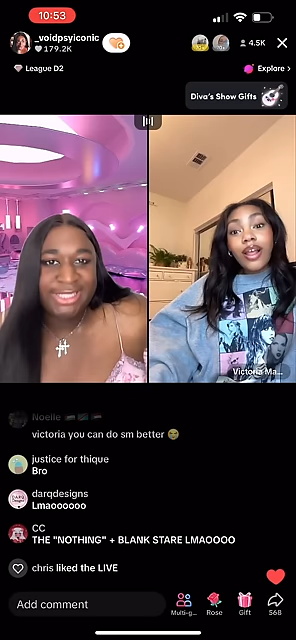 10:53
_voidpsyiconic
179.2K
4.5K
League D2
Explore
Diva's Show Gifts
Victoria Ma...
Noelle
victoria you can do sm better
justice for thique
Bro
darqdesigns
Lmaoooooo
CC
THE "NOTHING" + BLANK STARE LMAOOOO
chris liked the LIVE
Add comment
Multi-g...
Rose
Gift
568